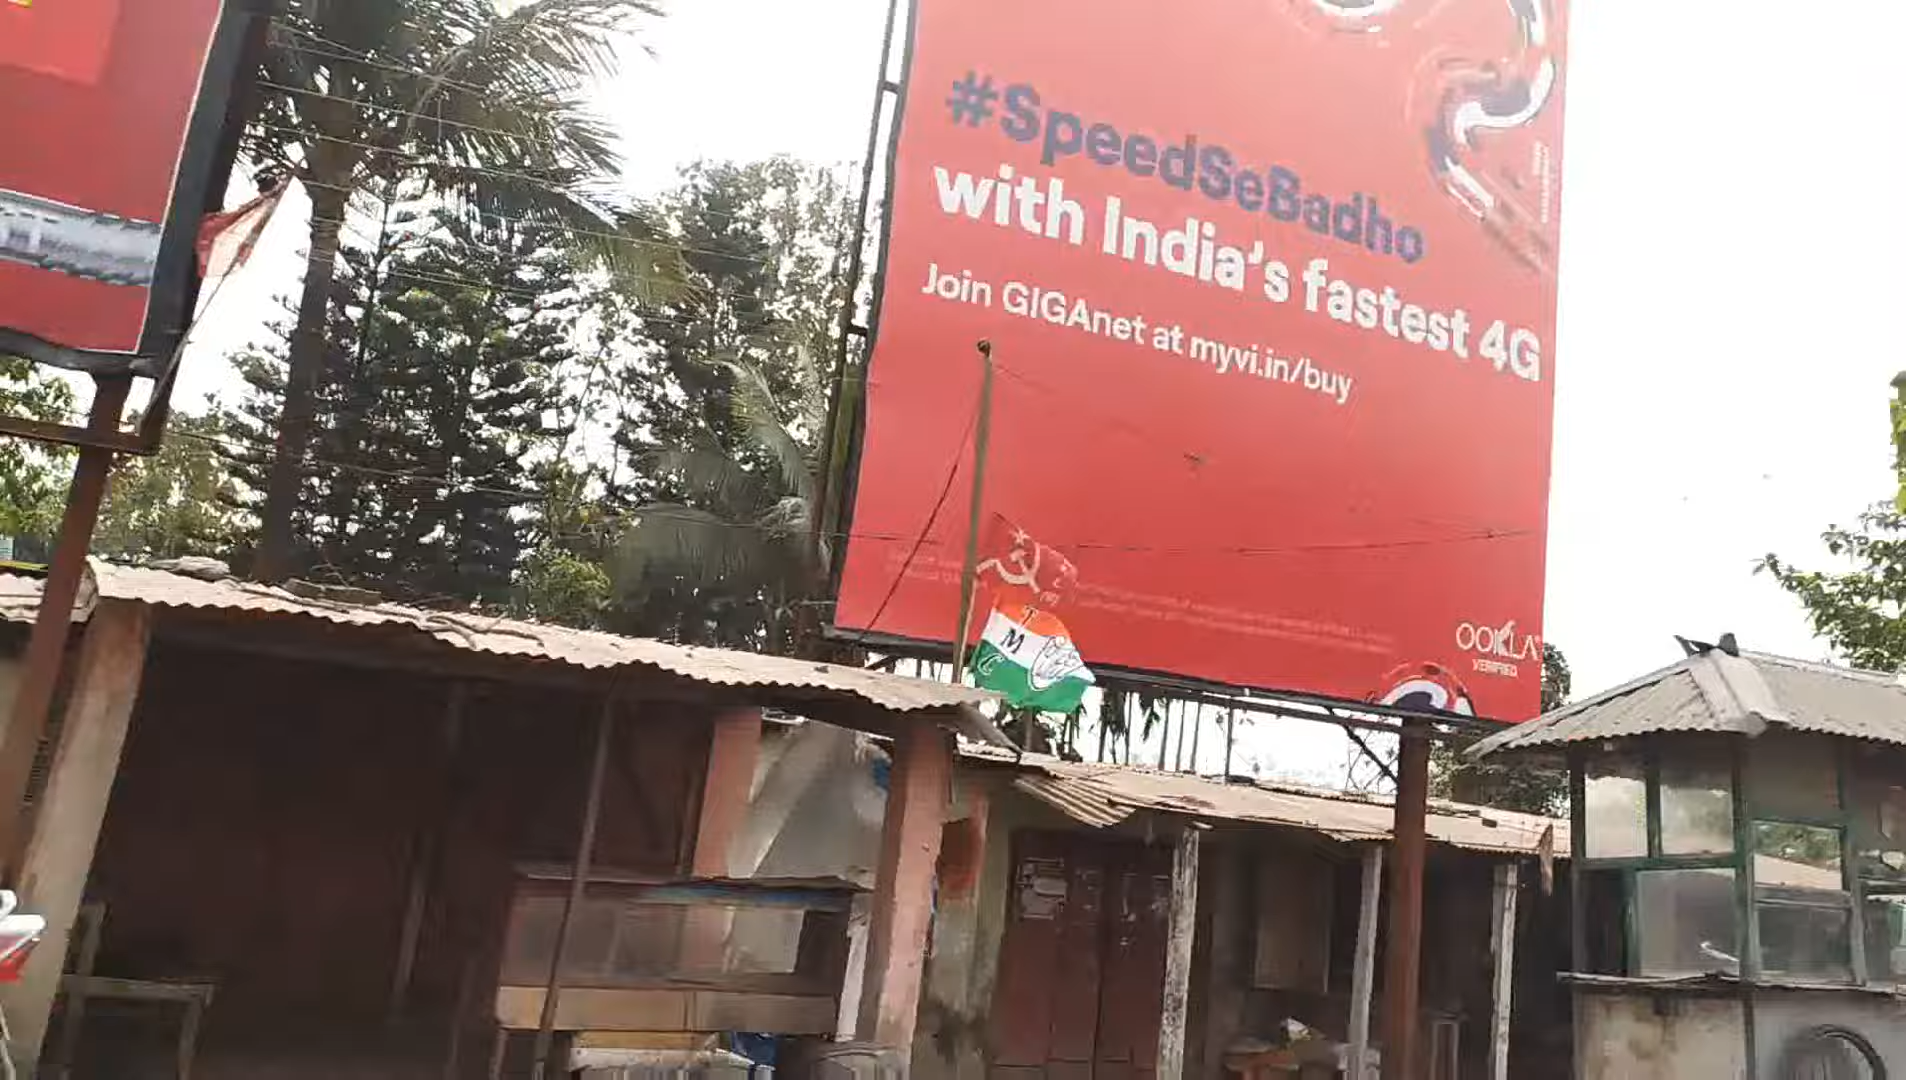 #SpeedSeBadho
with India's fastest 4G
Join GIGAnet at myvi.in/buy
T
M
C
OOKLA
VERIFIED